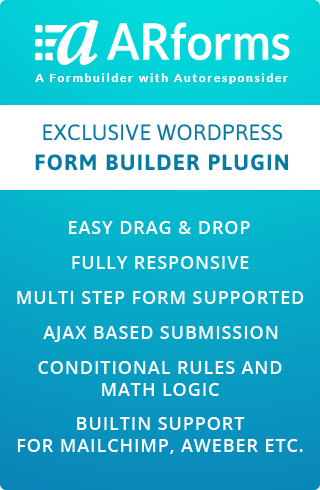 a ARforms
A Formbuilder with Autoresponsider
EXCLUSIVE WORDPRESS
FORM BUILDER PLUGIN
EASY DRAG & DROP
FULLY RESPONSIVE
MULTI STEP FORM SUPPORTED
AJAX BASED SUBMISSION
CONDITIONAL RULES AND
MATH LOGIC
BUILTIN SUPPORT
FOR MAILCHIMP, AWEBER ETC.